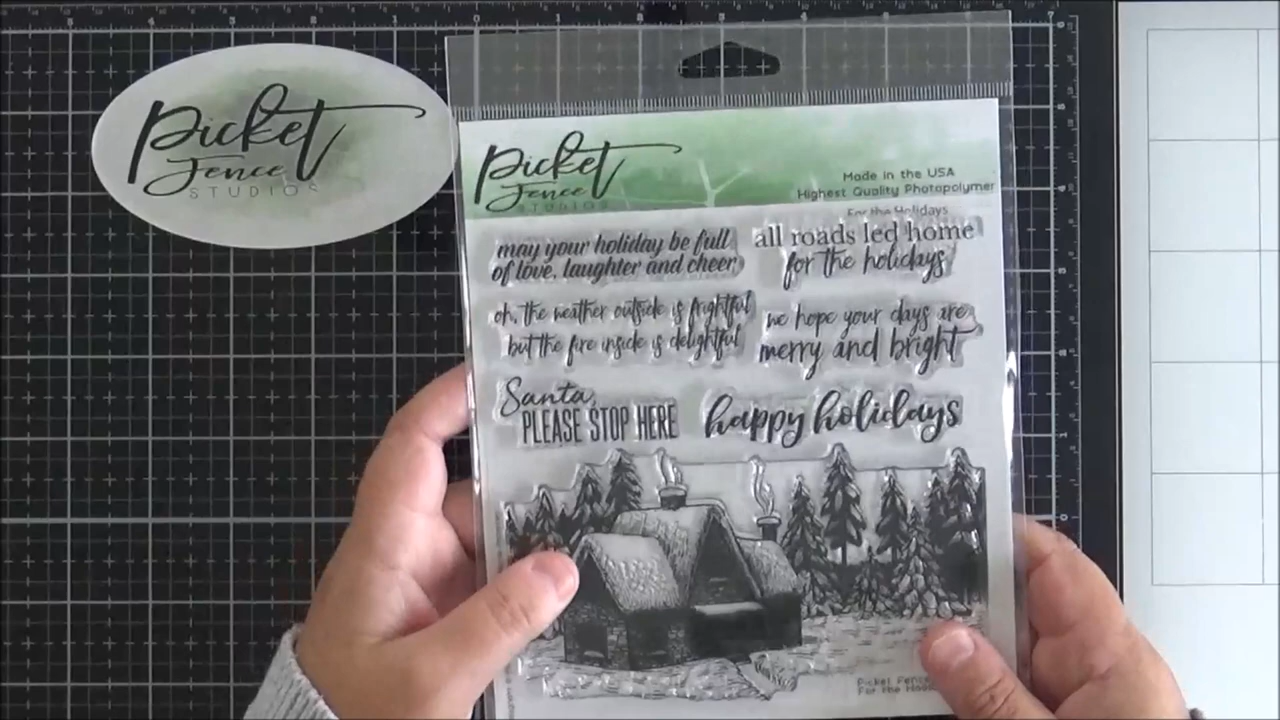 Picket
Fence
STUDIOS
Picket
Fence
STUDIOS
Made in the USA
Highest Quality Photopolymer
For the Holidays
may your holiday be full
of love, laughter and cheer
all roads led home
for the holidays
oh, the weather outside is frightful
but the fire inside is delightful
we hope your days are
merry and bright
Santa,
PLEASE STOP HERE
happy holidays
Picket Fence
For the